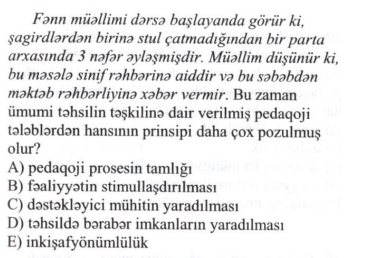 Fənn müəllimi dərsə başlayanda görür ki,
şagirdlərdən birinə stul çatmadığından bir parta
arxasında 3 nəfər əyləşmişdir. Müəllim düşünür ki,
bu məsələ sinif rəhbərinə aiddir və bu səbəbdən
məktəb rəhbərliyinə xəbər vermir. Bu zaman
ümumi təhsilin təşkilinə dair verilmiş pedaqoji
tələblərdən hansının prinsipi daha çox pozulmuş
olur?
A) pedaqoji prosesin tamlığı
B) fəaliyyətin stimullaşdırılması
C) dəstəkləyici mühitin yaradılması
D) təhsildə bərabər imkanların yaradılması
E) inkişafyönümlülük